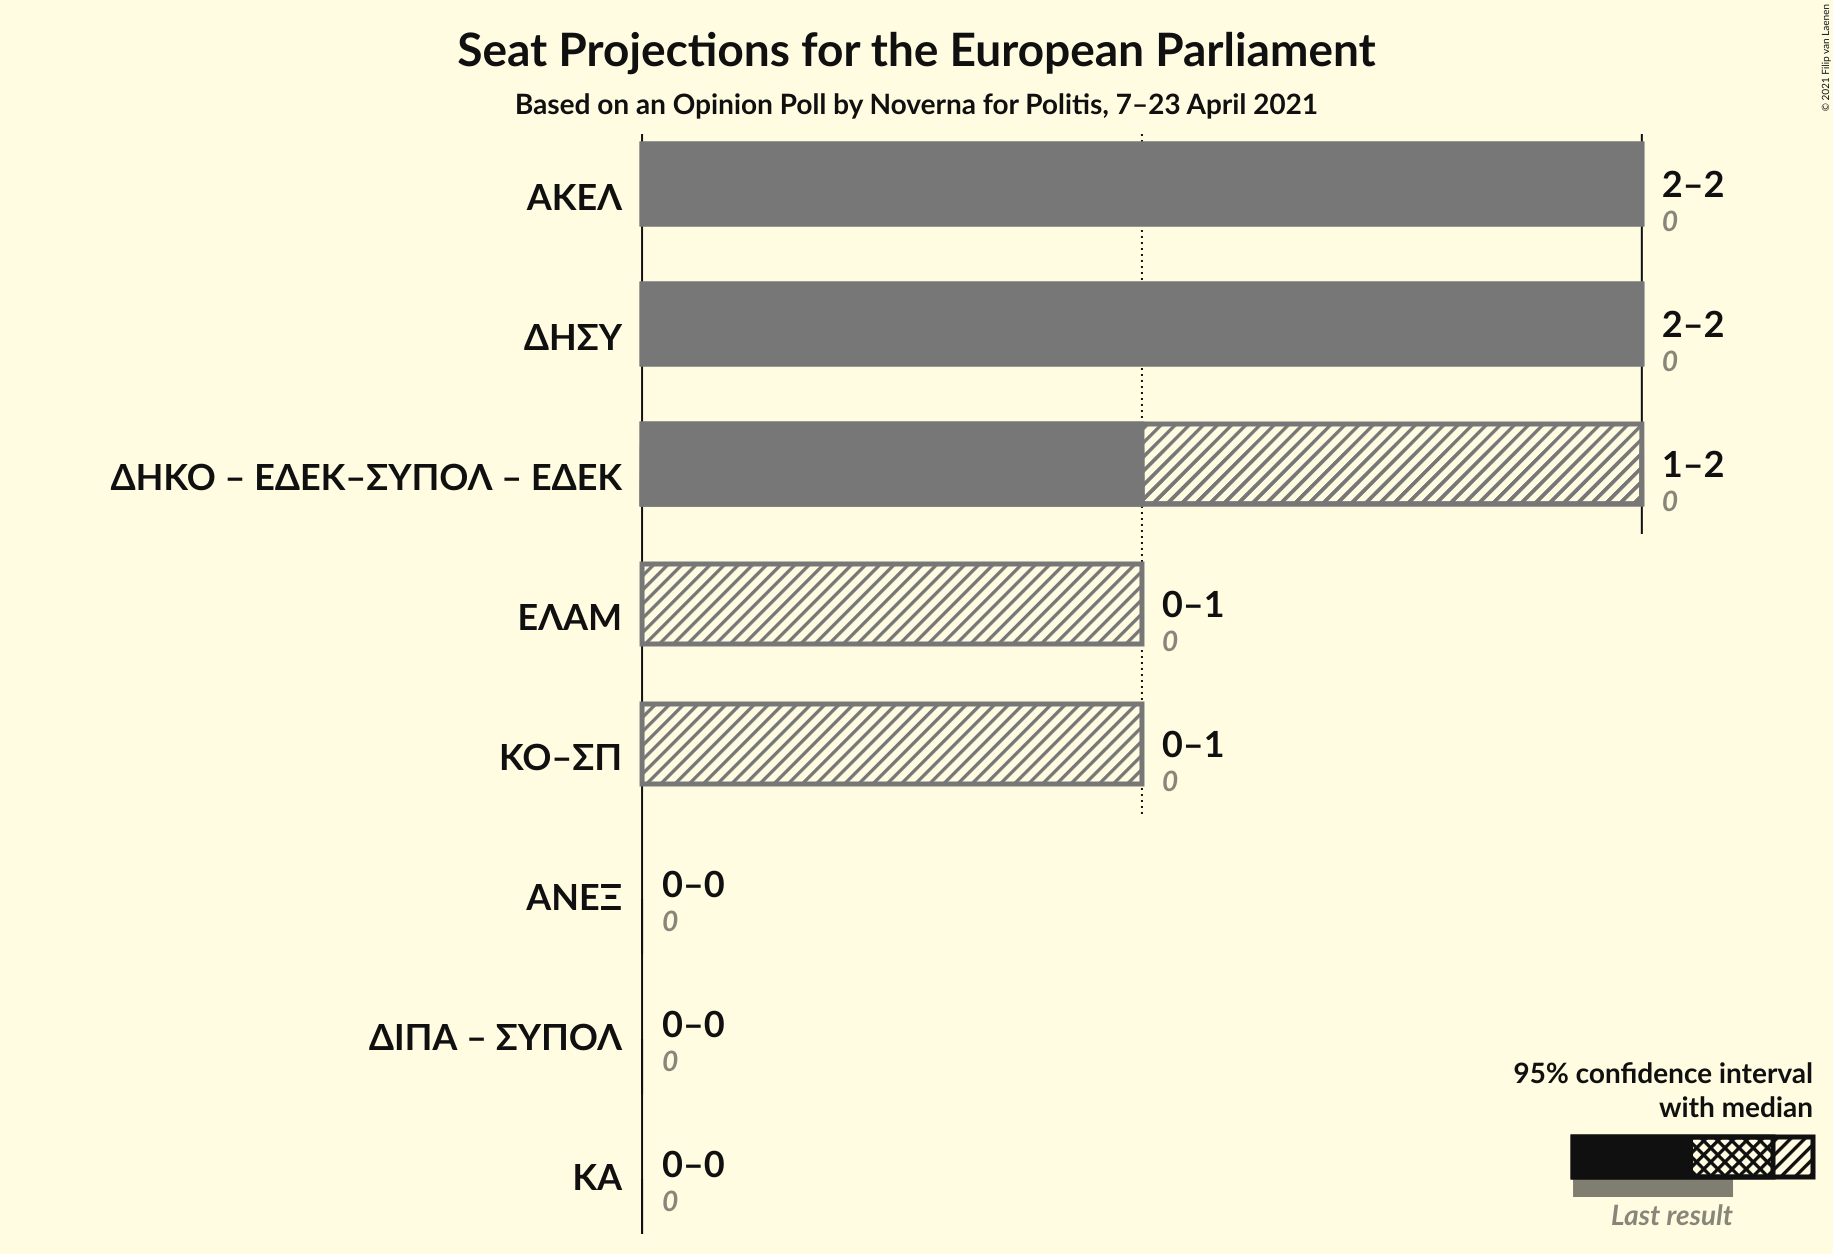 Seat Projections for the European Parliament
Based on an Opinion Poll by Noverna for Politis, 7–23 April 2021
© 2021 Filip van Laenen
ΑΚΕΛ
2–2
0
ΔΗΣΥ
2–2
0
ΔΗΚΟ – ΕΔΕΚ–ΣΥΠΟΛ – ΕΔΕΚ
1–2
0
ΕΛΑΜ
0–1
0
ΚΟ–ΣΠ
0–1
0
ΑΝΕΞ
0–0
0
ΔΙΠΑ – ΣΥΠΟΛ
0–0
0
ΚΑ
0–0
0
95% confidence interval
with median
Last result